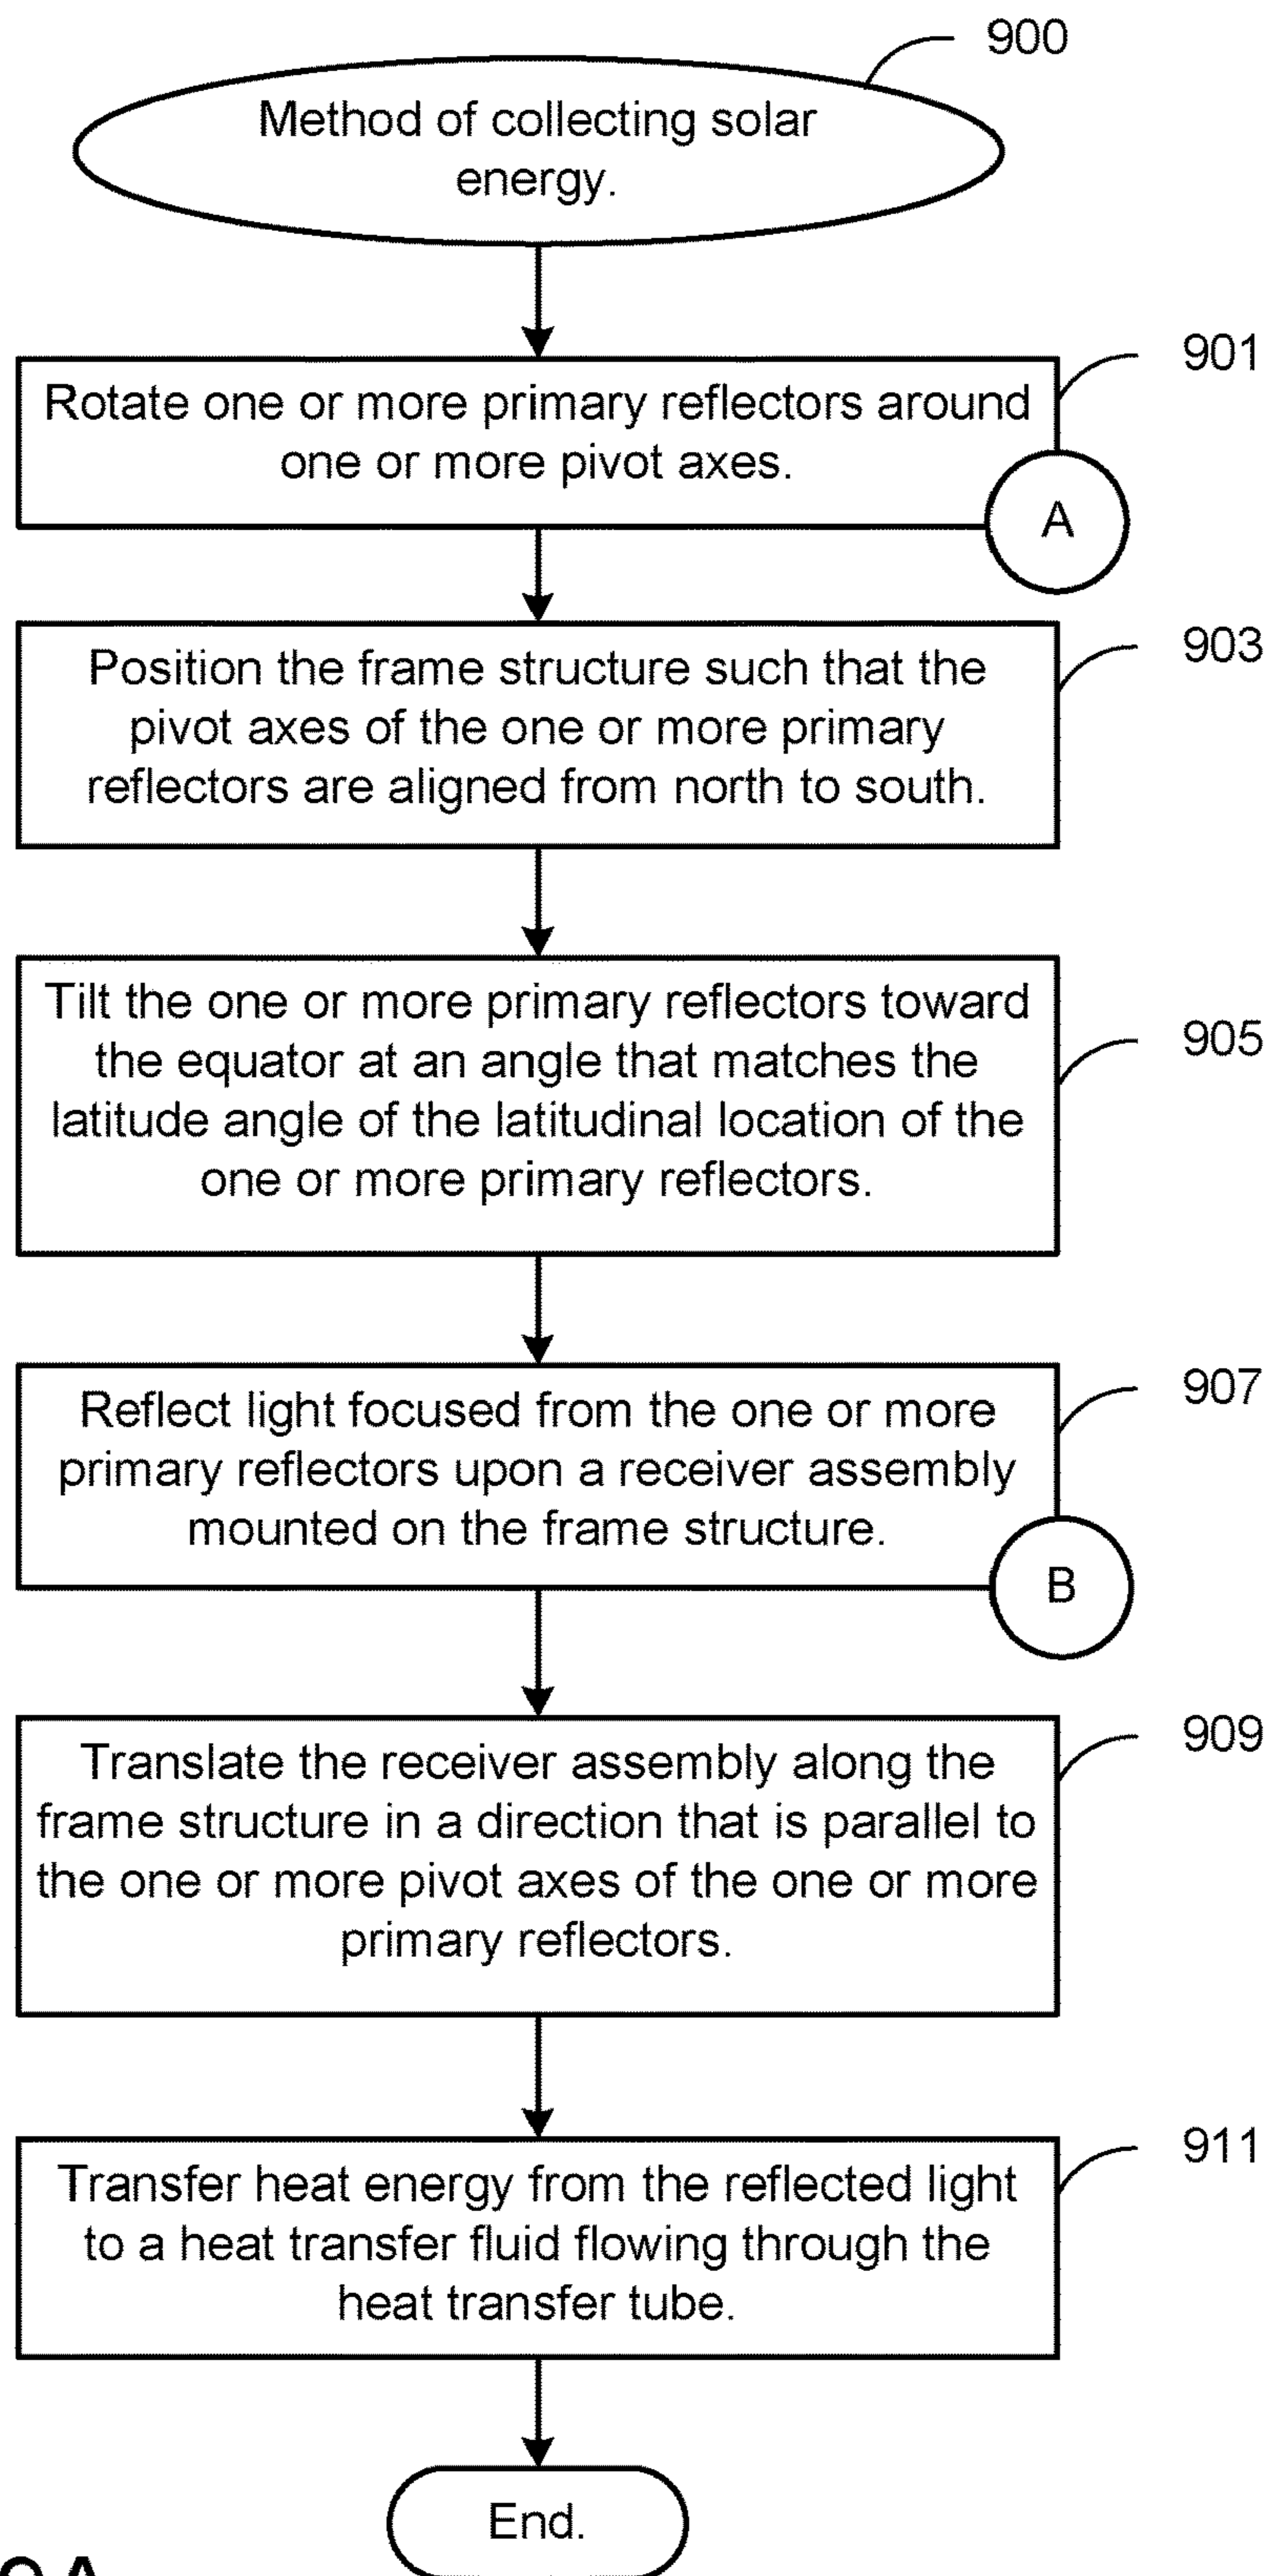 900
Method of collecting solar
energy.
901
Rotate one or more primary reflectors around
one or more pivot axes.
A
903
Position the frame structure such that the
pivot axes of the one or more primary
reflectors are aligned from north to south.
905
Tilt the one or more primary reflectors toward
the equator at an angle that matches the
latitude angle of the latitudinal location of the
one or more primary reflectors.
907
Reflect light focused from the one or more
primary reflectors upon a receiver assembly
mounted on the frame structure.
B
909
Translate the receiver assembly along the
frame structure in a direction that is parallel to
the one or more pivot axes of the one or more
primary reflectors.
911
Transfer heat energy from the reflected light
to a heat transfer fluid flowing through the
heat transfer tube.
End.